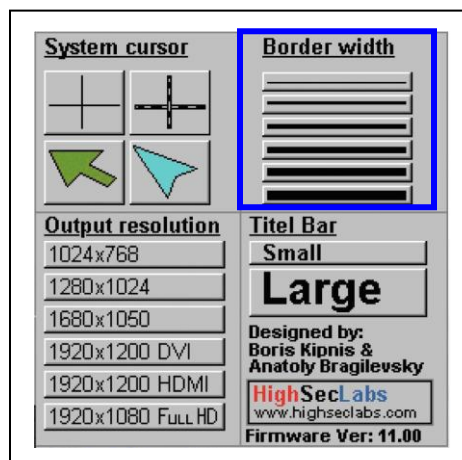 System cursor
Border width
Output resolution
1024x768
1280x1024
1680x1050
1920x1200 DVI
1920x1200 HDMI
1920x1080 FULL HD
Titel Bar
Small
Large
Designed by:
Boris Kipnis &
Anatoly Bragilevsky
HighSecLabs
www.highseclabs.com
Firmware Ver: 11.00